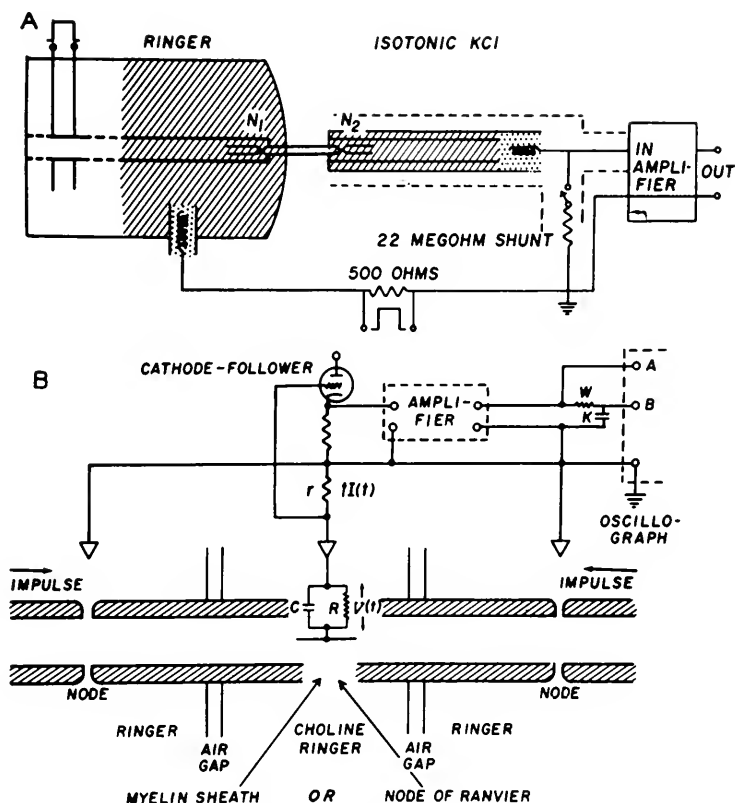 A
RINGER
ISOTONIC KCl
N1
N2
IN
AMPLI-
FIER
OUT
22 MEGOHM SHUNT
500 OHMS
B
CATHODE-FOLLOWER
AMPLI-
FIER
W
K
A
B
r
↑I(t)
OSCILLO-
GRAPH
IMPULSE
IMPULSE
C
R
V(t)
NODE
NODE
RINGER
CHOLINE
RINGER
RINGER
AIR
GAP
AIR
GAP
MYELIN SHEATH OR NODE OF RANVIER